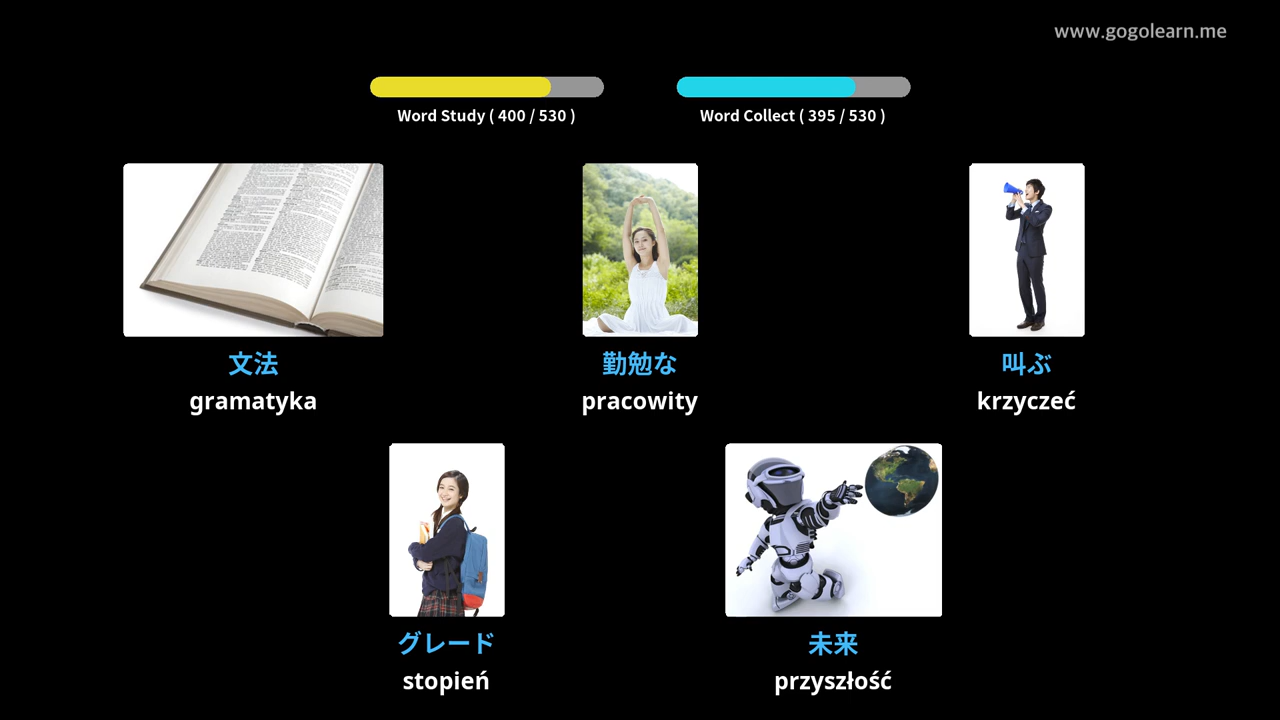 www.gogolearn.me
Word Study ( 400 / 530 )
Word Collect ( 395 / 530 )
文法
gramatyka
勤勉な
pracowity
叫ぶ
krzyczeć
グレード
stopień
未来
przyszłość